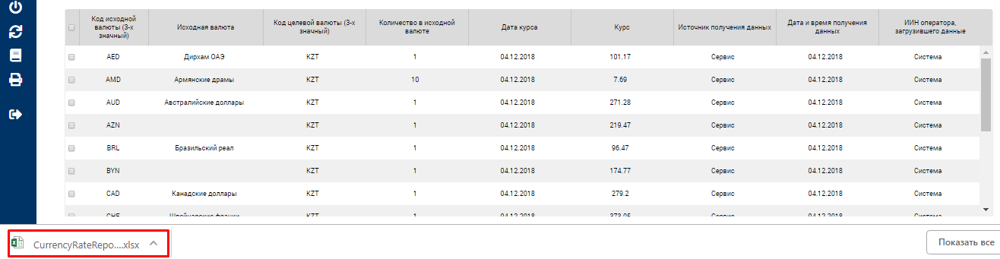 Код исходной валюты (3-х значный) Исходная валюта Код целевой валюты (3-х значный) Количество в исходной валюте Дата курса Курс Источник получения данных Дата и время получения данных ИИН оператора, загрузившего данные
AED Дирхам ОАЭ KZT 1 04.12.2018 101.17 Сервис 04.12.2018 Система
AMD Армянские драмы KZT 10 04.12.2018 7.69 Сервис 04.12.2018 Система
AUD Австралийские доллары KZT 1 04.12.2018 271.28 Сервис 04.12.2018 Система
AZN KZT 1 04.12.2018 219.47 Сервис 04.12.2018 Система
BRL Бразильский реал KZT 1 04.12.2018 96.47 Сервис 04.12.2018 Система
BYN KZT 1 04.12.2018 174.77 Сервис 04.12.2018 Система
CAD Канадские доллары KZT 1 04.12.2018 279.2 Сервис 04.12.2018 Система
CHF Швейцарские франки KZT 1 04.12.2018 373.05 Сервис 04.12.2018 Система
CurrencyRateRepo....xlsx
Показать все